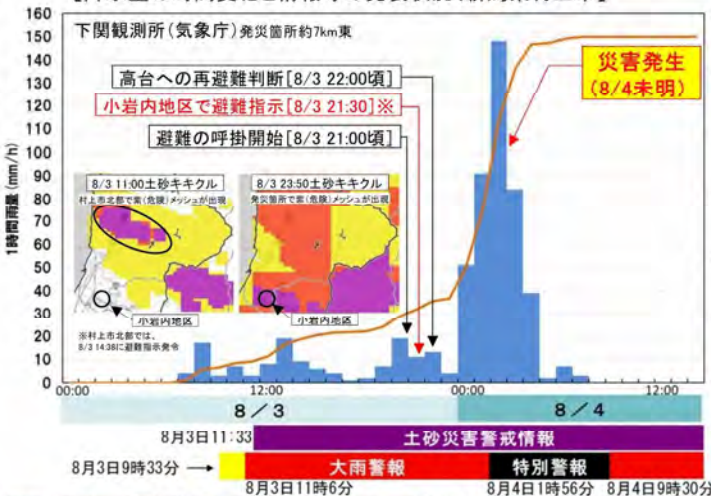 下関観測所(気象庁)発災箇所約7km東
災害発生
(8/4未明)
高台への再避難判断[8/3 22:00頃]
小岩内地区で避難指示[8/3 21:30]※
避難の呼掛開始[8/3 21:00頃]
8/3 11:00土砂キキクル
村上市北部で紫(危険)メッシュが出現
8/3 23:50土砂キキクル
発災箇所で紫(危険)メッシュが出現
小岩内地区
小岩内地区
※村上市北部では、
8/3 14:36に避難指示発令
1時間雨量(mm/h)
160
150
140
130
120
110
100
90
80
70
60
50
40
30
20
10
0
00:00
12:00
00:00
12:00
8/3
8/4
8月3日11:33
土砂災害警戒情報
8月3日9時33分 →
大雨警報
特別警報
8月3日11時6分
8月4日1時56分
8月4日9時30分